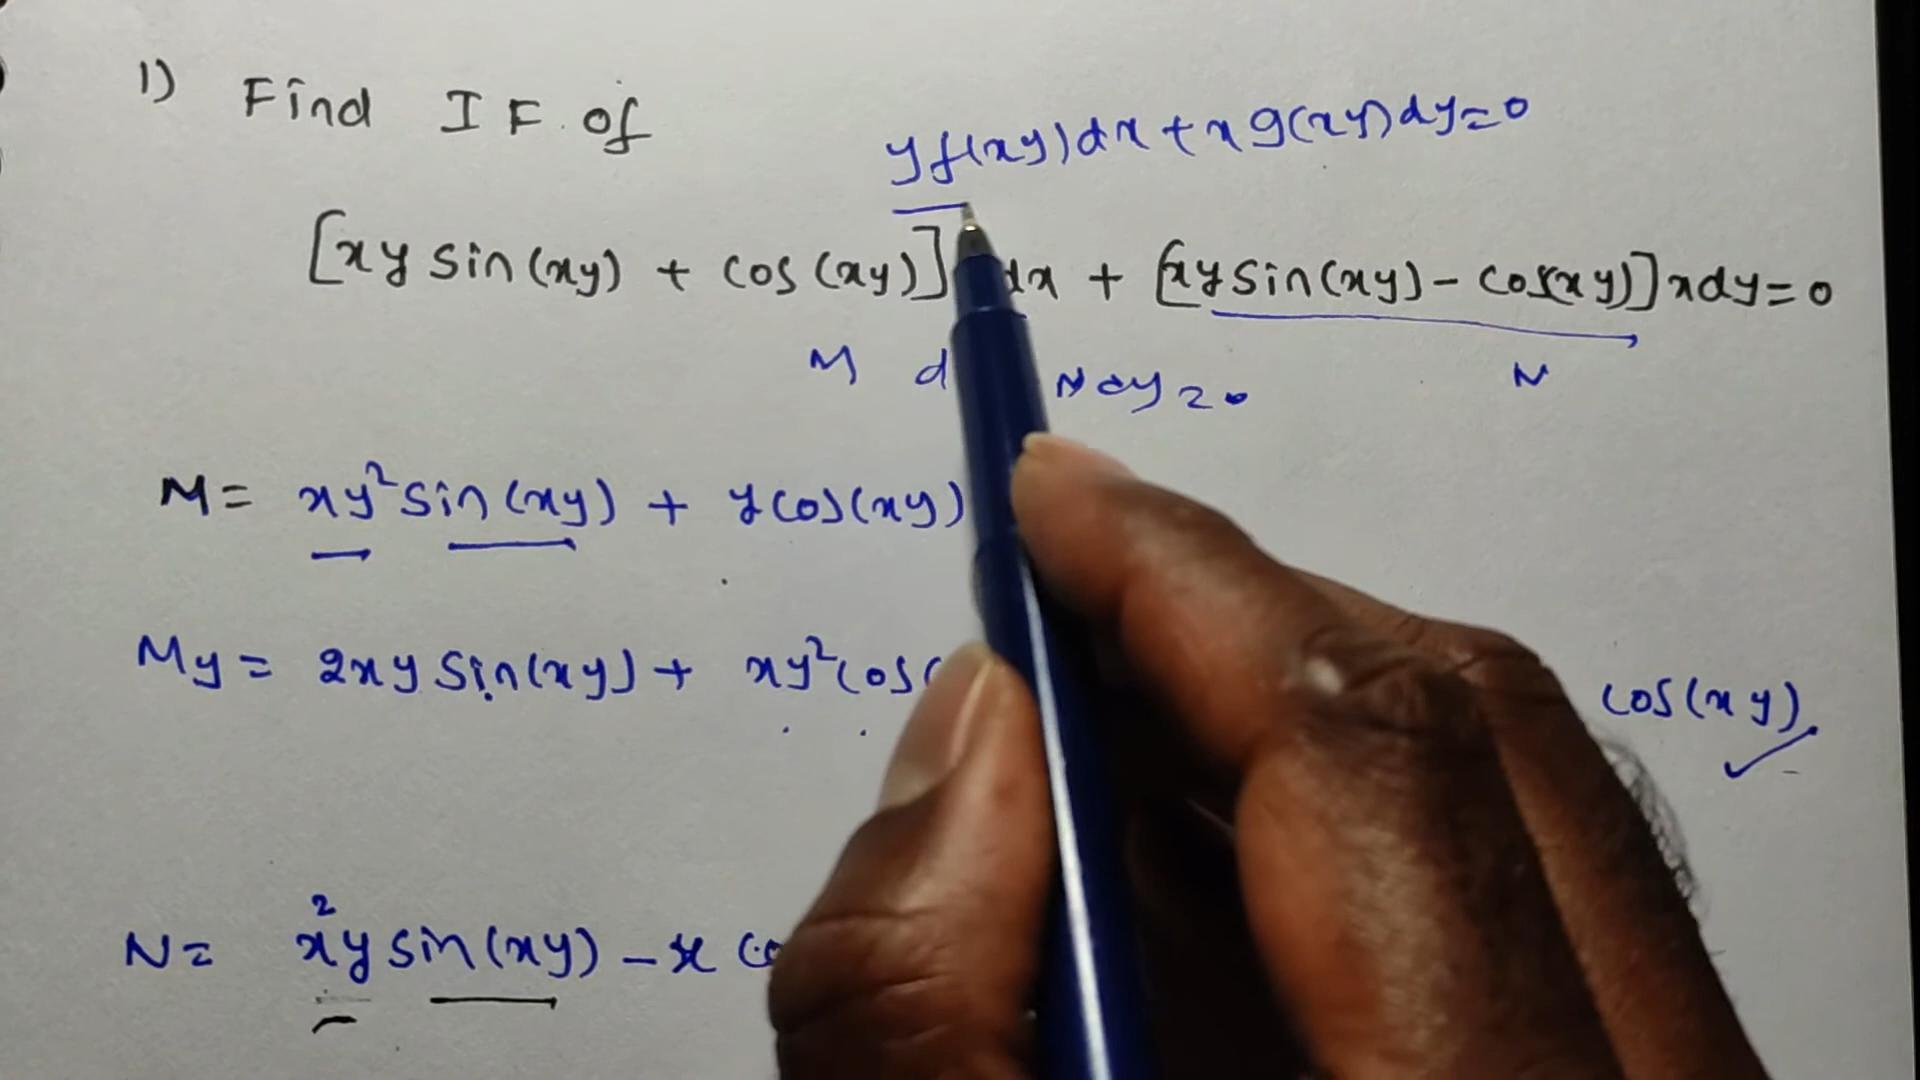 1) Find I F. of
y f(xy)dx + x g(xy)dy=0
[xy sin(xy) + cos(xy)] dx + [xy sin(xy) - cos(xy)] x dy = 0
M d N dy = 0 N
M = xy² sin(xy) + y cos(xy)
My = 2xy sin(xy) + xy² cos( cos(xy)
N = x²y sin(xy) - x co